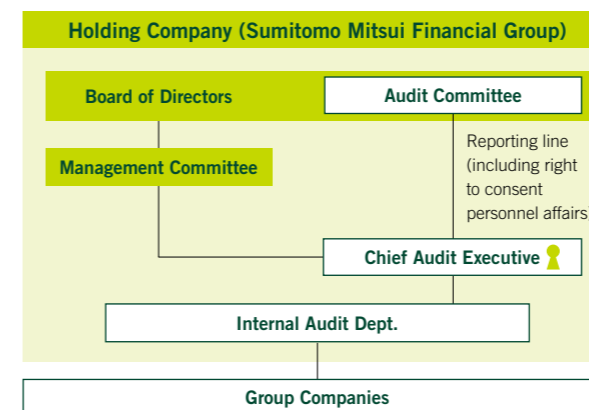 Holding Company (Sumitomo Mitsui Financial Group)
Board of Directors
Audit Committee
Reporting line
(including right
to consent
personnel affairs)
Management Committee
Chief Audit Executive
Internal Audit Dept.
Group Companies